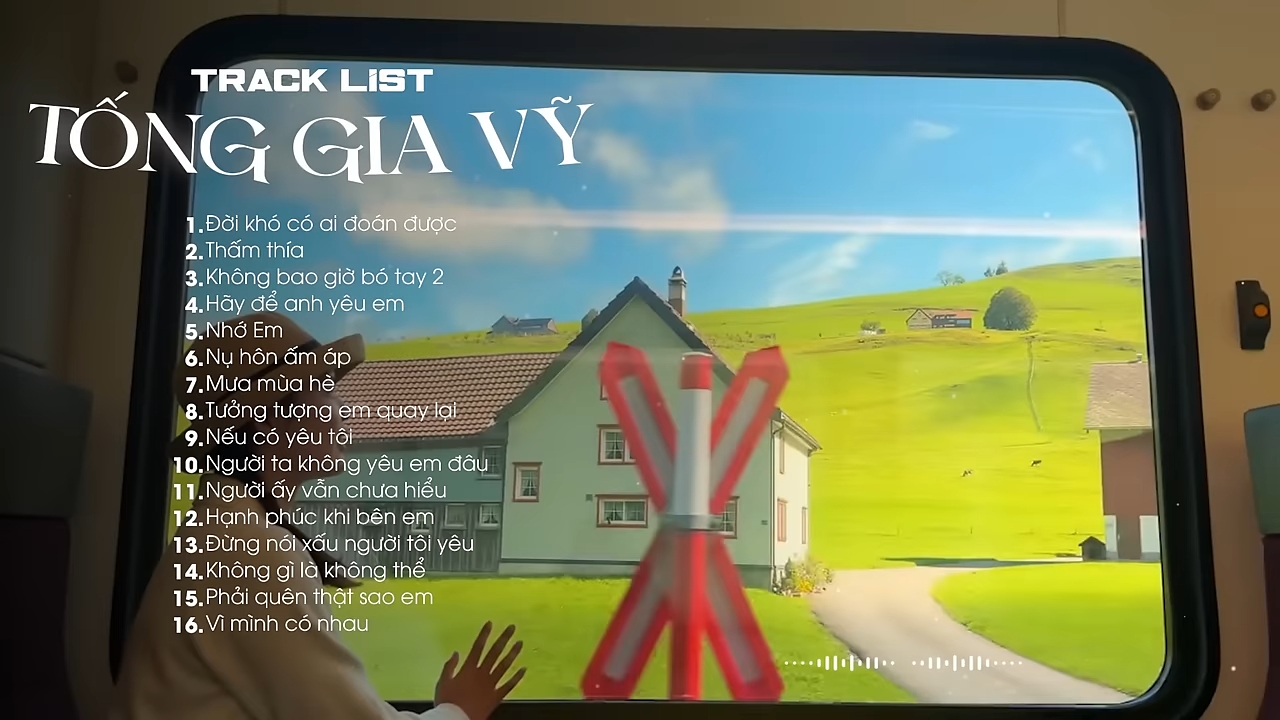 TRACK LIST
TỐNG GIA VỸ
1. Đời khó có ai đoán được
2. Thấm thía
3. Không bao giờ bó tay 2
4. Hãy để anh yêu em
5. Nhớ Em
6. Nụ hôn ấm áp
7. Mưa mùa hè
8. Tưởng tượng em quay lại
9. Nếu có yêu tôi
10. Người ta không yêu em đâu
11. Người ấy vẫn chưa hiểu
12. Hạnh phúc khi bên em
13. Đừng nói xấu người tôi yêu
14. Không gì là không thể
15. Phải quên thật sao em
16. Vì mình có nhau